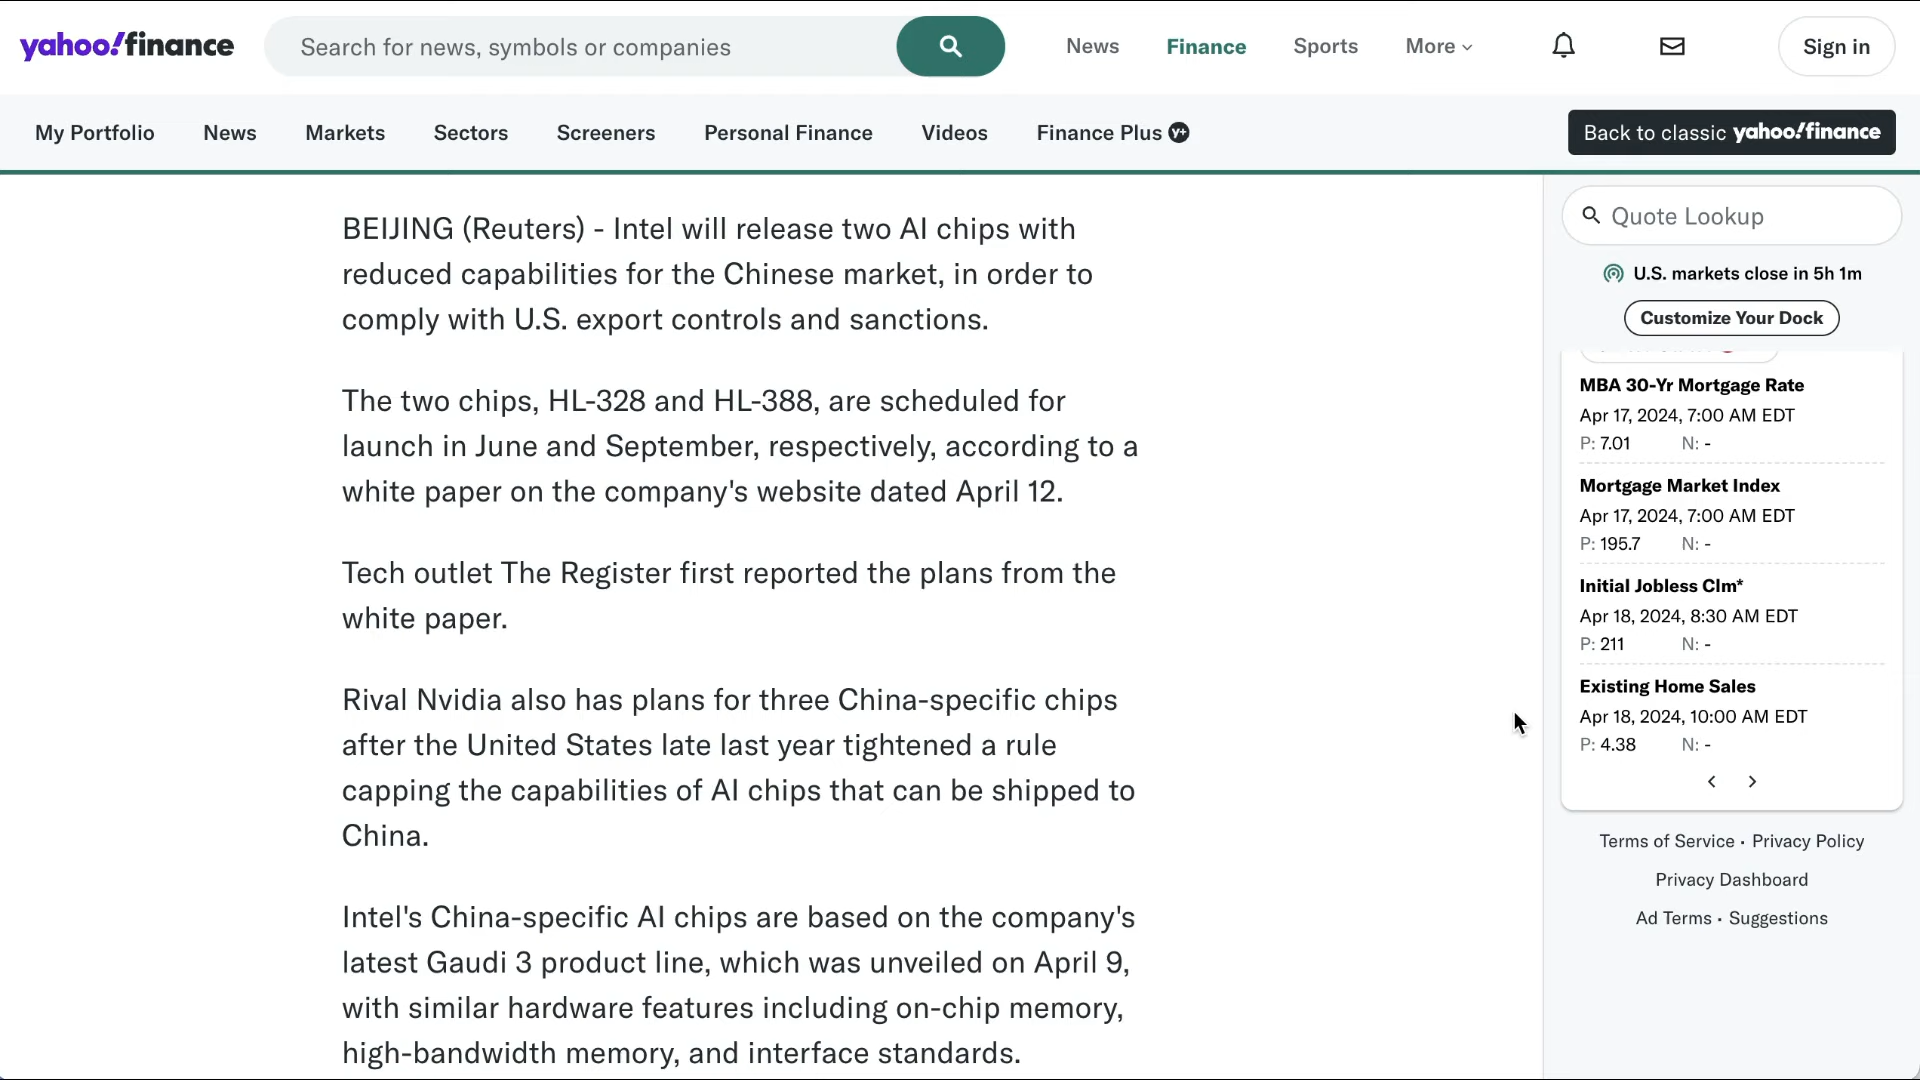 yahoo!finance
Search for news, symbols or companies
News Finance Sports More
Sign in
My Portfolio News Markets Sectors Screeners Personal Finance Videos Finance Plus Y+
Back to classic yahoo!finance
BEIJING (Reuters) - Intel will release two AI chips with
reduced capabilities for the Chinese market, in order to
comply with U.S. export controls and sanctions.
The two chips, HL-328 and HL-388, are scheduled for
launch in June and September, respectively, according to a
white paper on the company's website dated April 12.
Tech outlet The Register first reported the plans from the
white paper.
Rival Nvidia also has plans for three China-specific chips
after the United States late last year tightened a rule
capping the capabilities of AI chips that can be shipped to
China.
Intel's China-specific AI chips are based on the company's
latest Gaudi 3 product line, which was unveiled on April 9,
with similar hardware features including on-chip memory,
high-bandwidth memory, and interface standards.
Quote Lookup
U.S. markets close in 5h 1m
Customize Your Dock
MBA 30-Yr Mortgage Rate
Apr 17, 2024, 7:00 AM EDT
P: 7.01 N: -
Mortgage Market Index
Apr 17, 2024, 7:00 AM EDT
P: 195.7 N: -
Initial Jobless Clm*
Apr 18, 2024, 8:30 AM EDT
P: 211 N: -
Existing Home Sales
Apr 18, 2024, 10:00 AM EDT
P: 4.38 N: -
Terms of Service • Privacy Policy
Privacy Dashboard
Ad Terms • Suggestions